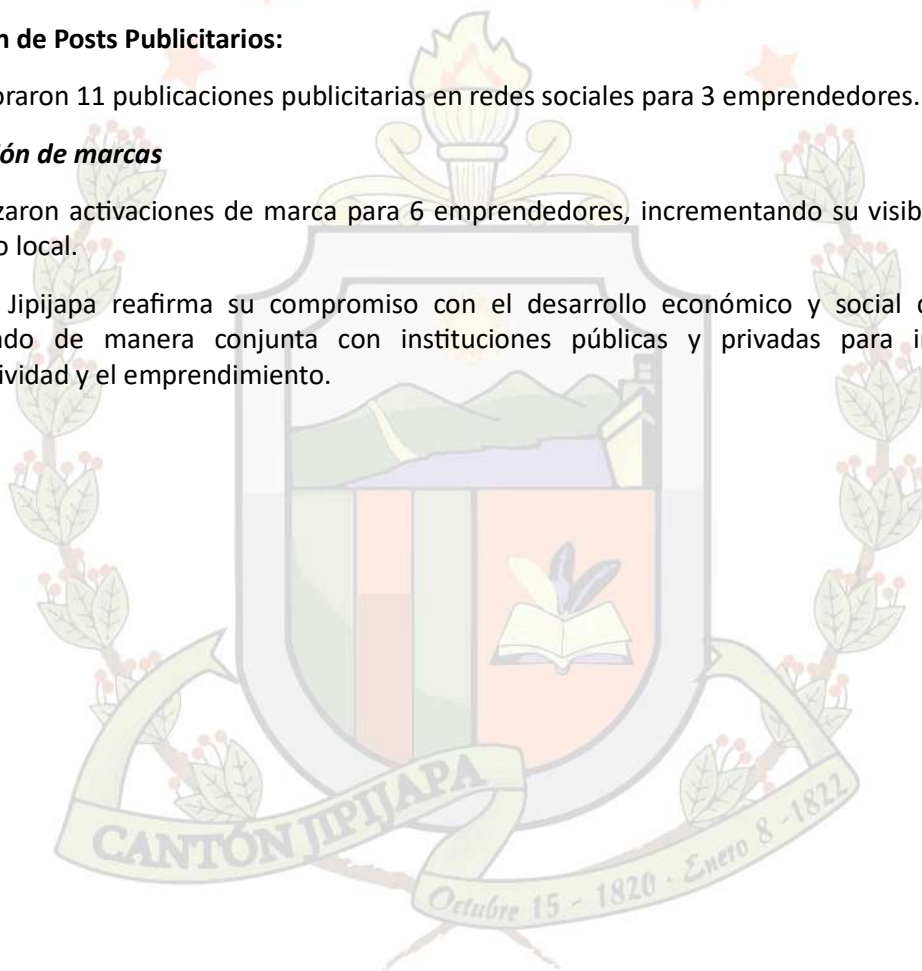 n de Posts Publicitarios:
oraron 11 publicaciones publicitarias en redes sociales para 3 emprendedores.
ón de marcas
zaron activaciones de marca para 6 emprendedores, incrementando su visib
o local.
Jipijapa reafirma su compromiso con el desarrollo económico y social
ndo de manera conjunta con instituciones públicas y privadas para i
ividad y el emprendimiento.
CANTÓN JIPIJAPA
Octubre 15 - 1820 - Enero 8 - 1822